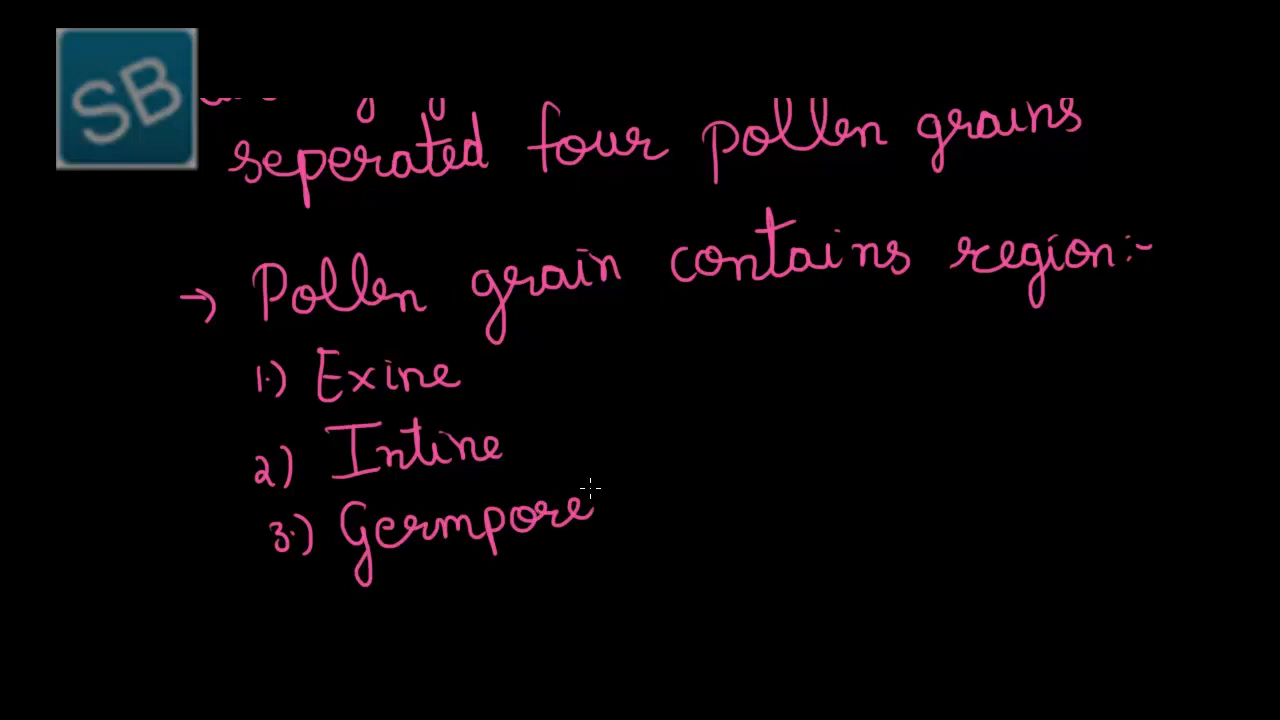 SB
seperated four pollen grains
→ Pollen grain contains region:-
1.) Exine
2) Intine
3.) Germpore